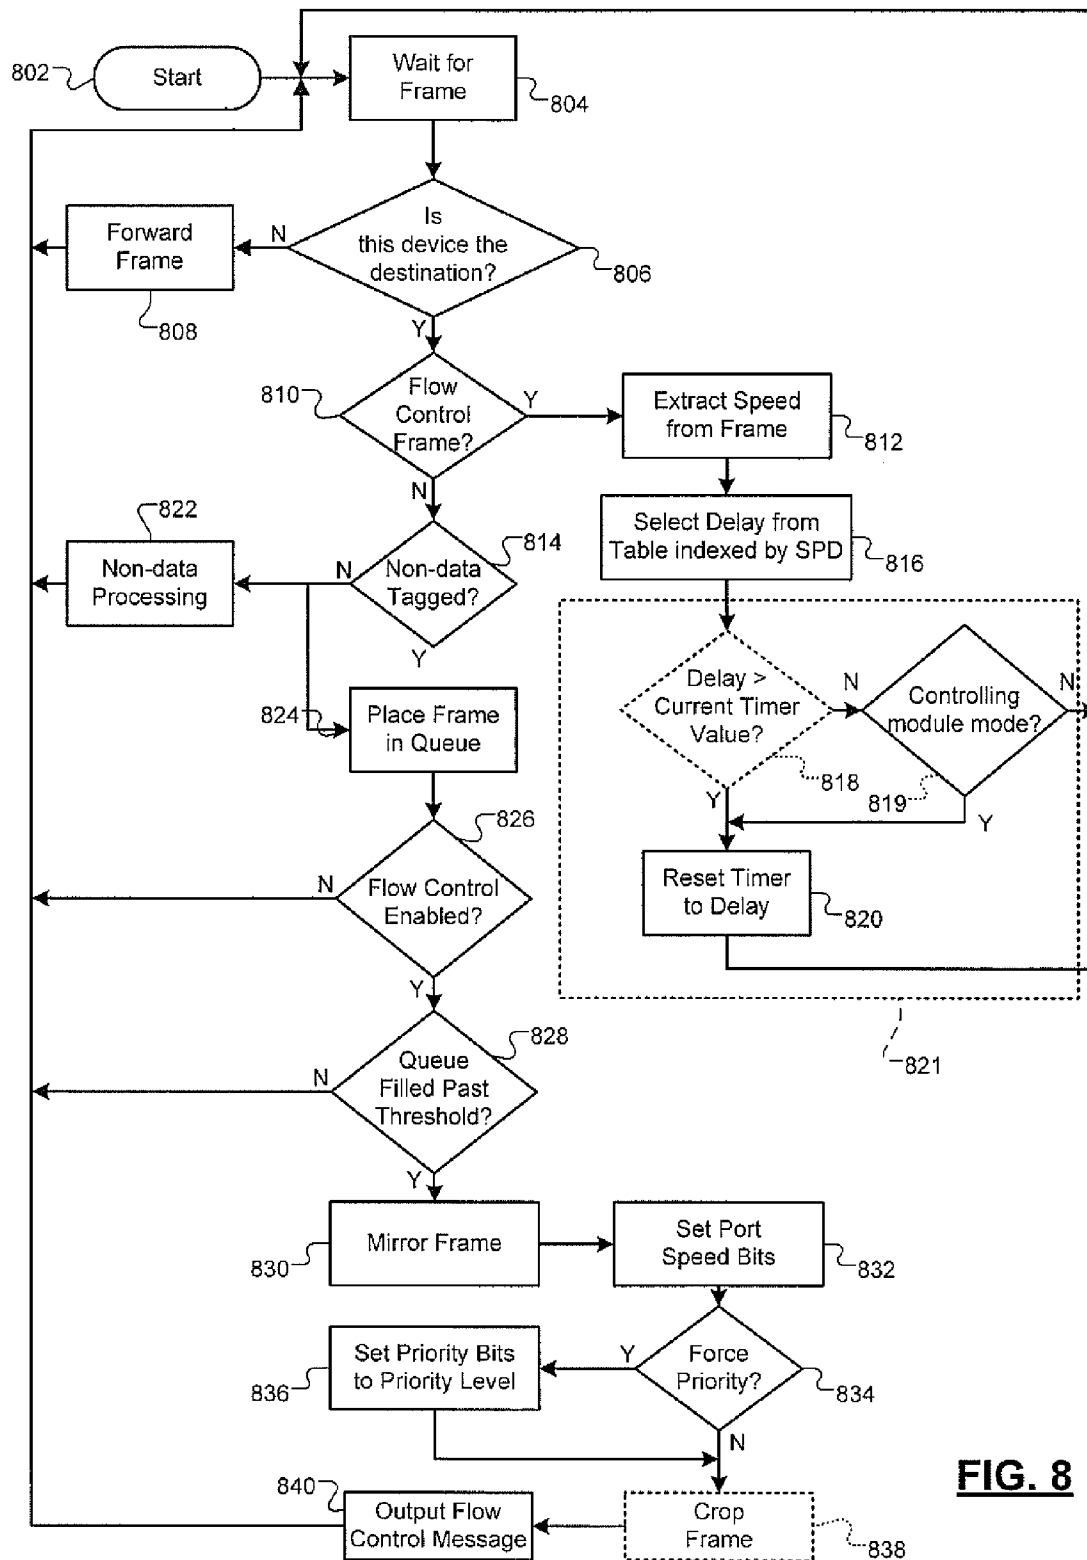 802
Start
Wait for
Frame
804
Is
this device the
destination?
806
N
Forward
Frame
808
Y
810
Flow
Control
Frame?
Y
Extract Speed
from Frame
812
N
822
814
Select Delay from
Table indexed by SPD
816
Non-data
Processing
N
Non-data
Tagged?
Y
824
Place Frame
in Queue
Delay >
Current Timer
Value?
N
818
Controlling
module mode?
N
819
Y
Y
Reset Timer
to Delay
820
821
826
Flow Control
Enabled?
N
Y
828
Queue
Filled Past
Threshold?
N
Y
830
Mirror Frame
Set Port
Speed Bits
832
836
Set Priority Bits
to Priority Level
Y
Force
Priority?
834
N
840
Output Flow
Control Message
Crop
Frame
838
FIG. 8